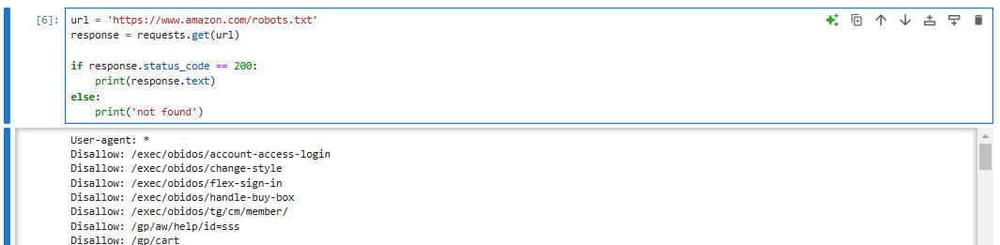 [6]: url = 'https://www.amazon.com/robots.txt'
response = requests.get(url)
if response.status_code == 200:
    print(response.text)
else:
    print('not found')
User-agent: *
Disallow: /exec/obidos/account-access-login
Disallow: /exec/obidos/change-style
Disallow: /exec/obidos/flex-sign-in
Disallow: /exec/obidos/handle-buy-box
Disallow: /exec/obidos/tg/cm/member/
Disallow: /gp/aw/help/id=sss
Disallow: /gp/cart